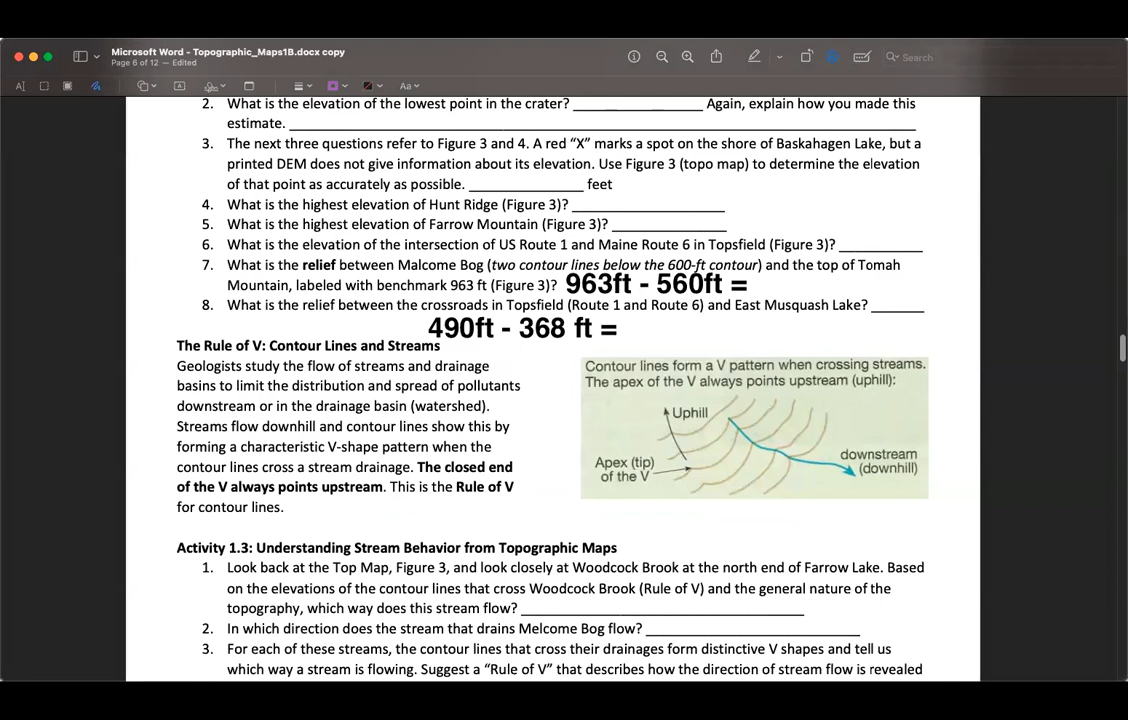 Microsoft Word - Topographic_Maps1B.docx copy
Page 6 of 12 — Edited
Search
2. What is the elevation of the lowest point in the crater? _______________ Again, explain how you made this
estimate. _______________
3. The next three questions refer to Figure 3 and 4. A red “X” marks a spot on the shore of Baskahagen Lake, but a
printed DEM does not give information about its elevation. Use Figure 3 (topo map) to determine the elevation
of that point as accurately as possible. _______________ feet
4. What is the highest elevation of Hunt Ridge (Figure 3)? _______________
5. What is the highest elevation of Farrow Mountain (Figure 3)? _______________
6. What is the elevation of the intersection of US Route 1 and Maine Route 6 in Topsfield (Figure 3)? ___________
7. What is the relief between Malcome Bog (two contour lines below the 600-ft contour) and the top of Tomah
Mountain, labeled with benchmark 963 ft (Figure 3)? 963ft - 560ft =
8. What is the relief between the crossroads in Topsfield (Route 1 and Route 6) and East Musquash Lake? _______
490ft - 368 ft =
The Rule of V: Contour Lines and Streams
Geologists study the flow of streams and drainage
basins to limit the distribution and spread of pollutants
downstream or in the drainage basin (watershed).
Streams flow downhill and contour lines show this by
forming a characteristic V-shape pattern when the
contour lines cross a stream drainage. The closed end
of the V always points upstream. This is the Rule of V
for contour lines.
Contour lines form a V pattern when crossing streams.
The apex of the V always points upstream (uphill):
Uphill
Apex (tip)
of the V
downstream
(downhill)
Activity 1.3: Understanding Stream Behavior from Topographic Maps
1. Look back at the Top Map, Figure 3, and look closely at Woodcock Brook at the north end of Farrow Lake. Based
on the elevations of the contour lines that cross Woodcock Brook (Rule of V) and the general nature of the
topography, which way does this stream flow? _______________
2. In which direction does the stream that drains Melcome Bog flow? _______________
3. For each of these streams, the contour lines that cross their drainages form distinctive V shapes and tell us
which way a stream is flowing. Suggest a “Rule of V” that describes how the direction of stream flow is revealed